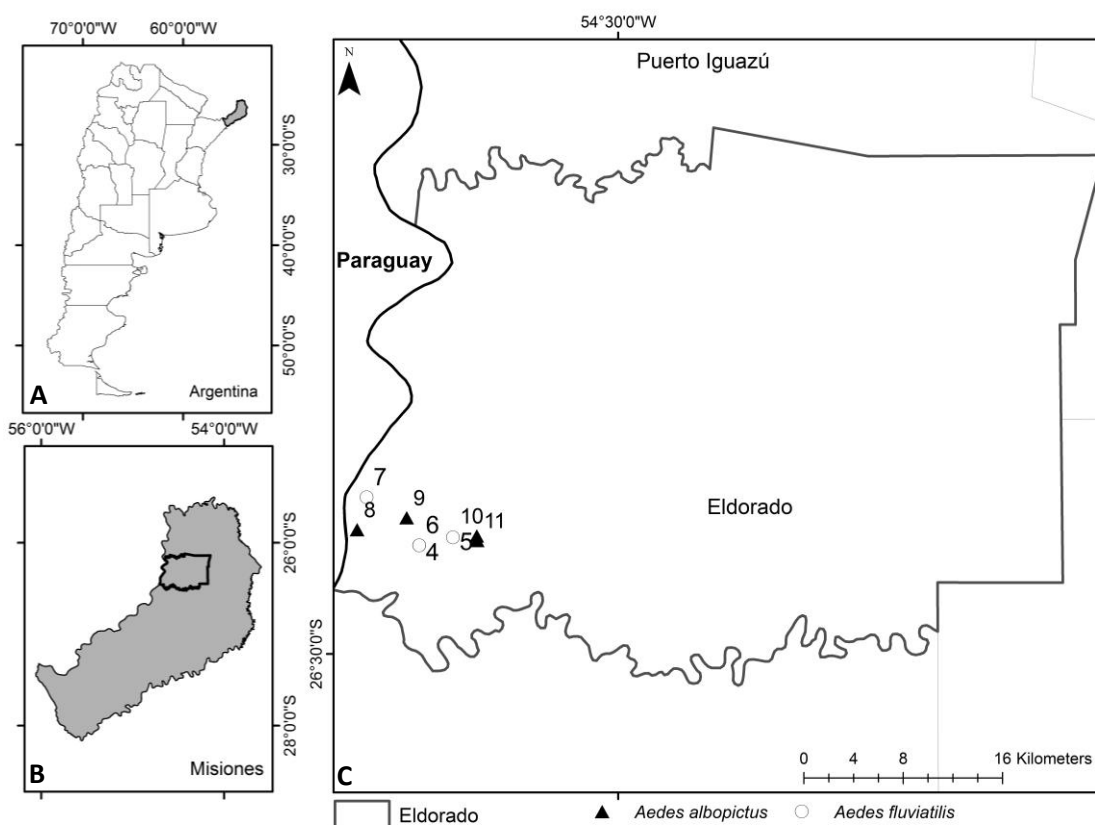 70°0'0"W 60°0'0"W
30°0'0"S
40°0'0"S
50°0'0"S
A Argentina
56°0'0"W 54°0'0"W
26°0'0"S
28°0'0"S
B Misiones
54°30'0"W
N
Puerto Iguazú
Paraguay
7
8 9
6 10 11
4 5
Eldorado
26°30'0"S
0 4 8 16 Kilometers
C
Eldorado Aedes albopictus Aedes fluviatilis